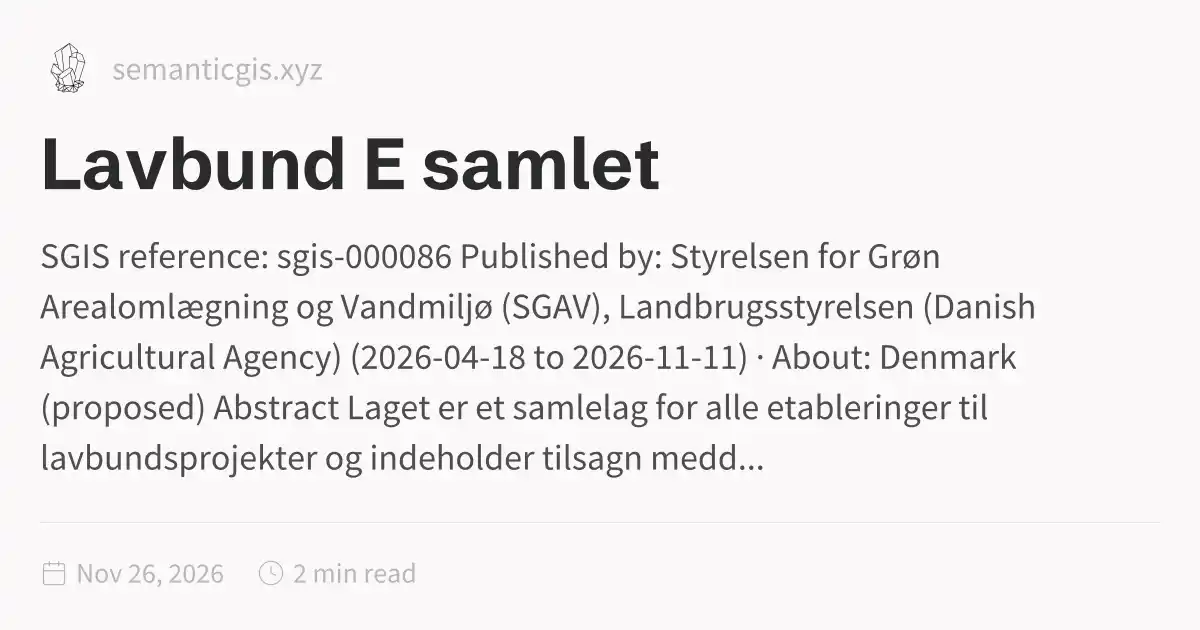 semanticgis.xyz
Lavbund E samlet
SGIS reference: sgis-000086 Published by: Styrelsen for Grøn
Arealomlægning og Vandmiljø (SGAV), Landbrugsstyrelsen (Danish
Agricultural Agency) (2026-04-18 to 2026-11-11) · About: Denmark
(proposed) Abstract Laget er et samlelag for alle etableringer til
lavbundsprojekter og indeholder tilsagn medd...
Nov 26, 2026 2 min read